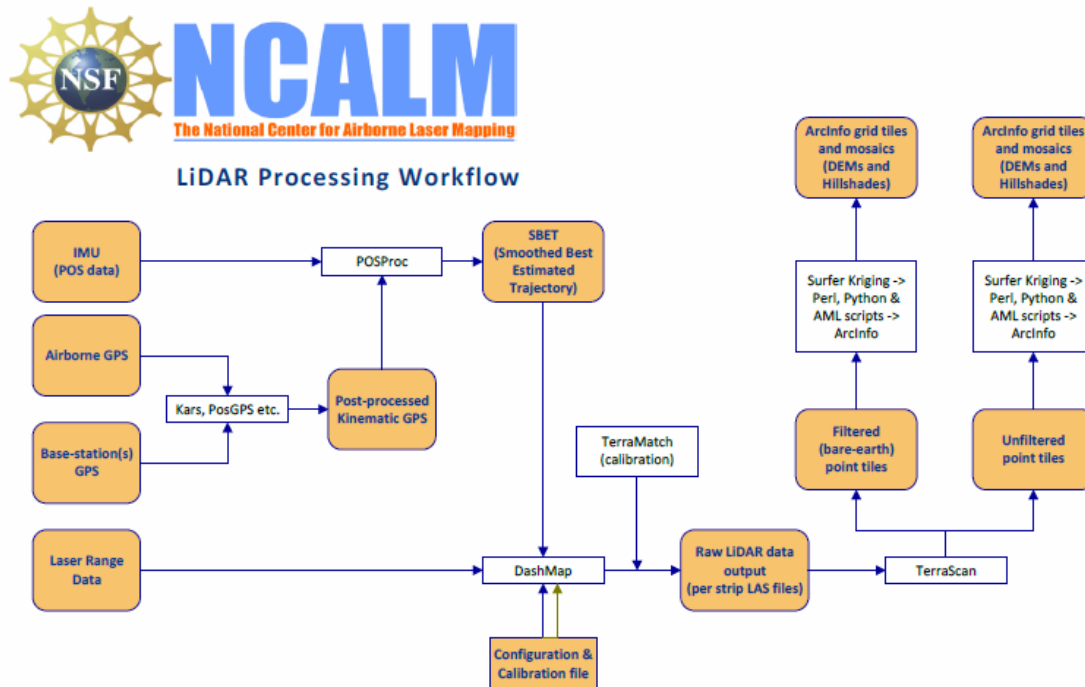 NSF
NCALM
The National Center for Airborne Laser Mapping
LiDAR Processing Workflow
IMU
(POS data)
POSProc
SBET
(Smoothed Best
Estimated
Trajectory)
Airborne GPS
Kars, PosGPS etc.
Post-processed
Kinematic GPS
Base-station(s)
GPS
TerraMatch
(calibration)
Laser Range
Data
DashMap
Configuration &
Calibration file
Raw LiDAR data
output
(per strip LAS files)
TerraScan
Filtered
(bare-earth)
point tiles
Unfiltered
point tiles
Surfer Kriging ->
Perl, Python &
AML scripts ->
ArcInfo
Surfer Kriging ->
Perl, Python &
AML scripts ->
ArcInfo
ArcInfo grid tiles
and mosaics
(DEMs and
Hillshades)
ArcInfo grid tiles
and mosaics
(DEMs and
Hillshades)